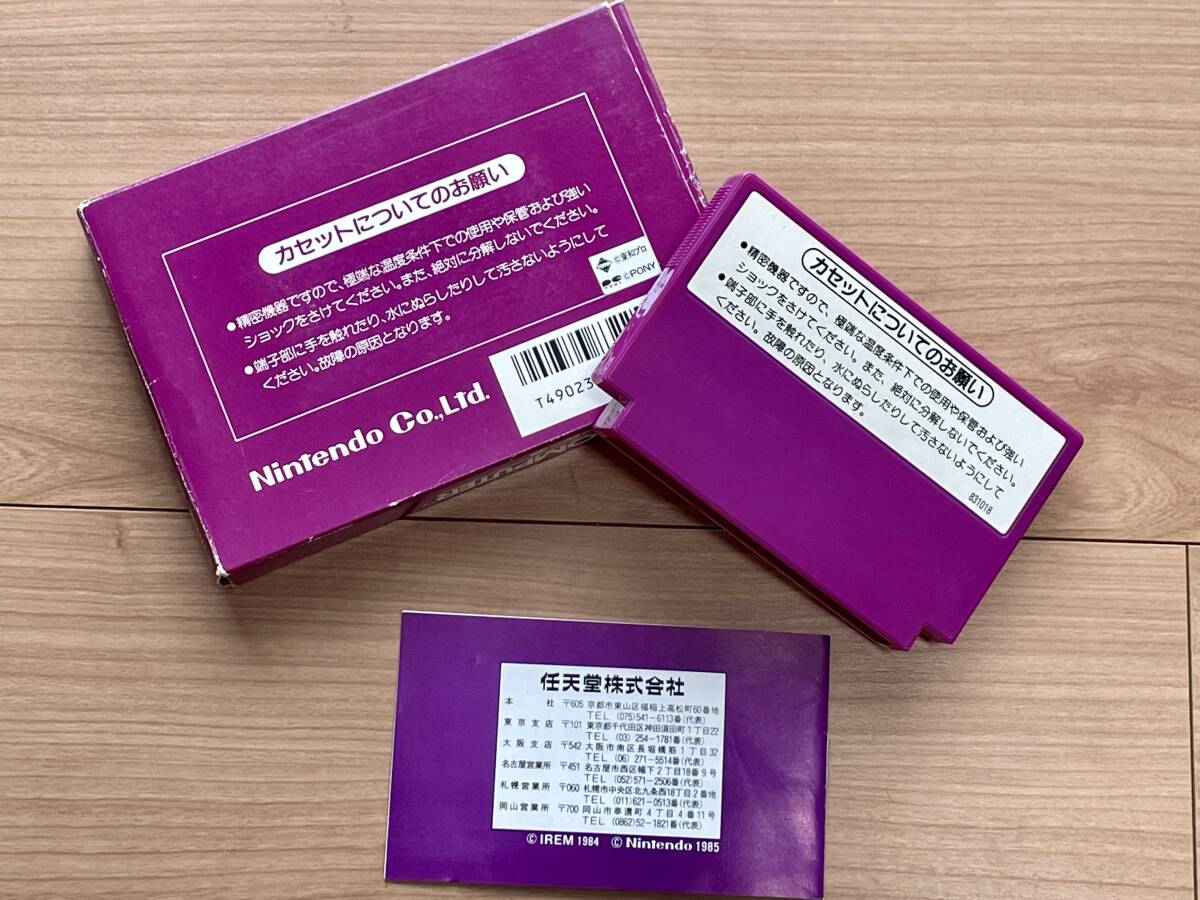 カセットについてのお願い
●精密機器ですので、極端な温度条件下での使用や保管および強い
ショックをさけてください。また、絶対に分解しないでください。
●端子部に手を触れたり、水にぬらしたりして汚さないようにして
ください。故障の原因となります。
©東和プロ
©PONY
T49023
Nintendo Co.,Ltd.
カセットについてのお願い
●精密機器ですので、極端な温度条件下での使用や保管および強い
ショックをさけてください。また、絶対に分解しないでください。
●端子部に手を触れたり、水にぬらしたりして汚さないようにして
ください。故障の原因となります。
831018
任天堂株式会社
本 社 〒605 京都市東山区福稲上高松町60番地
TEL (075)541-6113番(代表)
東京支店 〒101 東京都千代田区神田須田町1丁目22
TEL (03) 254-1781番(代表)
大阪支店 〒542 大阪市南区長堀橋筋1丁目32
TEL (06) 271-5514番(代表)
名古屋営業所 〒451 名古屋市西区幅下2丁目18番9号
TEL (052)571-2506番(代表)
札幌営業所 〒060 札幌市中央区北九条西18丁目2番地
TEL (011)621-0513番(代表)
岡山営業所 〒700 岡山市奉還町4丁目4番11号
TEL (0862)52-1821番(代表)
© IREM 1984 © Nintendo 1985